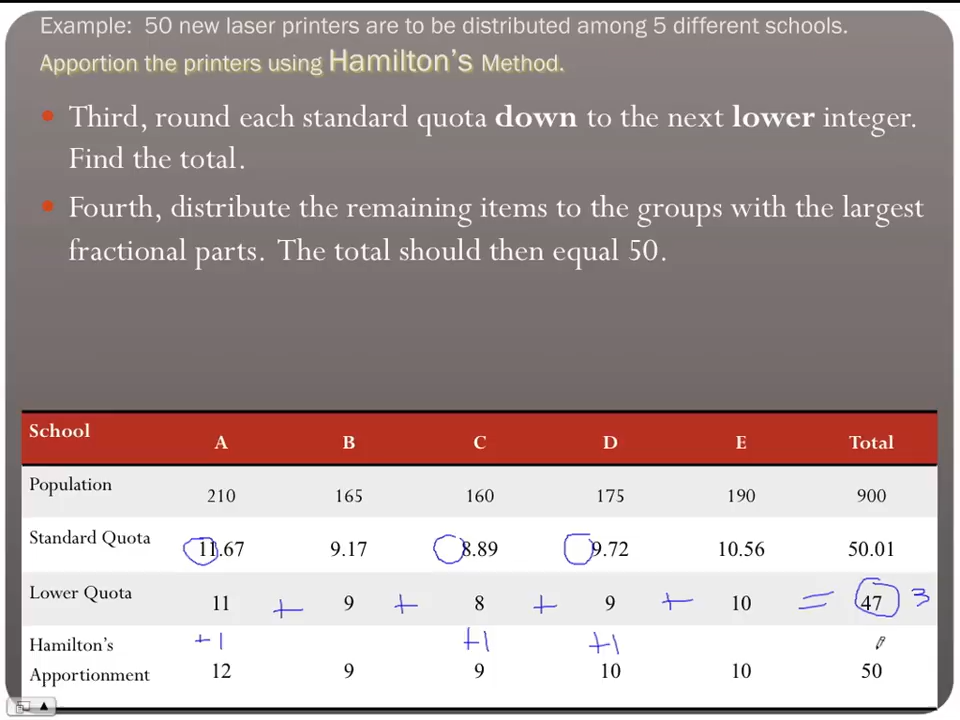 Example: 50 new laser printers are to be distributed among 5 different schools.
Apportion the printers using Hamilton's Method.
• Third, round each standard quota down to the next lower integer.
Find the total.
• Fourth, distribute the remaining items to the groups with the largest
fractional parts. The total should then equal 50.
School A B C D E Total
Population 210 165 160 175 190 900
Standard Quota 11.67 9.17 8.89 9.72 10.56 50.01
Lower Quota 11 + 9 + 8 + 9 + 10 = 47 3
+1 +1 +1
Hamilton's
Apportionment 12 9 9 10 10 50